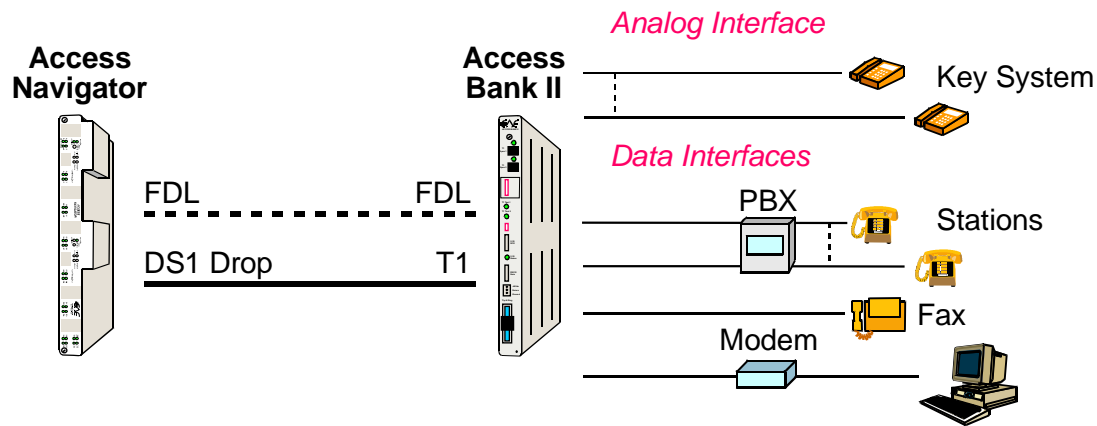 Analog Interface
Access
Navigator
Access
Bank II
Key System
Data Interfaces
FDL
FDL
PBX
Stations
DS1 Drop
T1
Fax
Modem